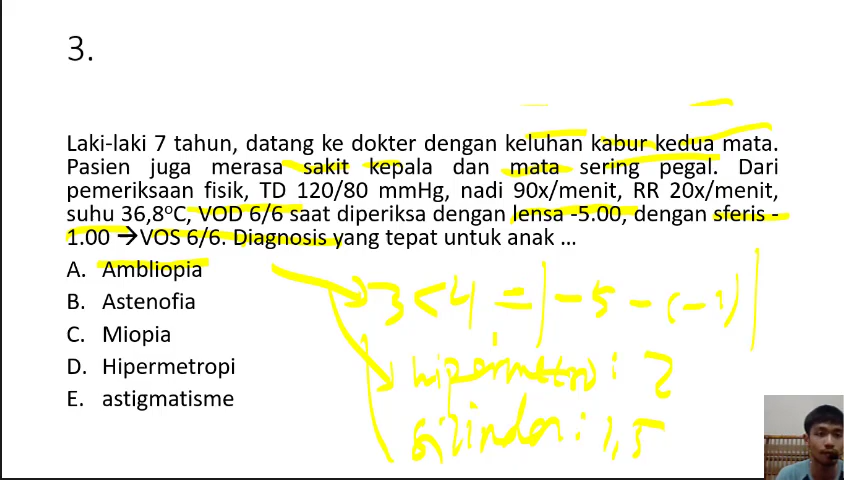 3.
Laki-laki 7 tahun, datang ke dokter dengan keluhan kabur kedua mata.
Pasien juga merasa sakit kepala dan mata sering pegal. Dari
pemeriksaan fisik, TD 120/80 mmHg, nadi 90x/menit, RR 20x/menit,
suhu 36,8°C, VOD 6/6 saat diperiksa dengan lensa -5.00, dengan sferis -
1.00 →VOS 6/6. Diagnosis yang tepat untuk anak ...
A. Ambliopia
B. Astenofia
C. Miopia
D. Hipermetropi
E. astigmatisme
3 < 4 = |-5 - (-1)|
hipermetro : 2
silinder : 1,5